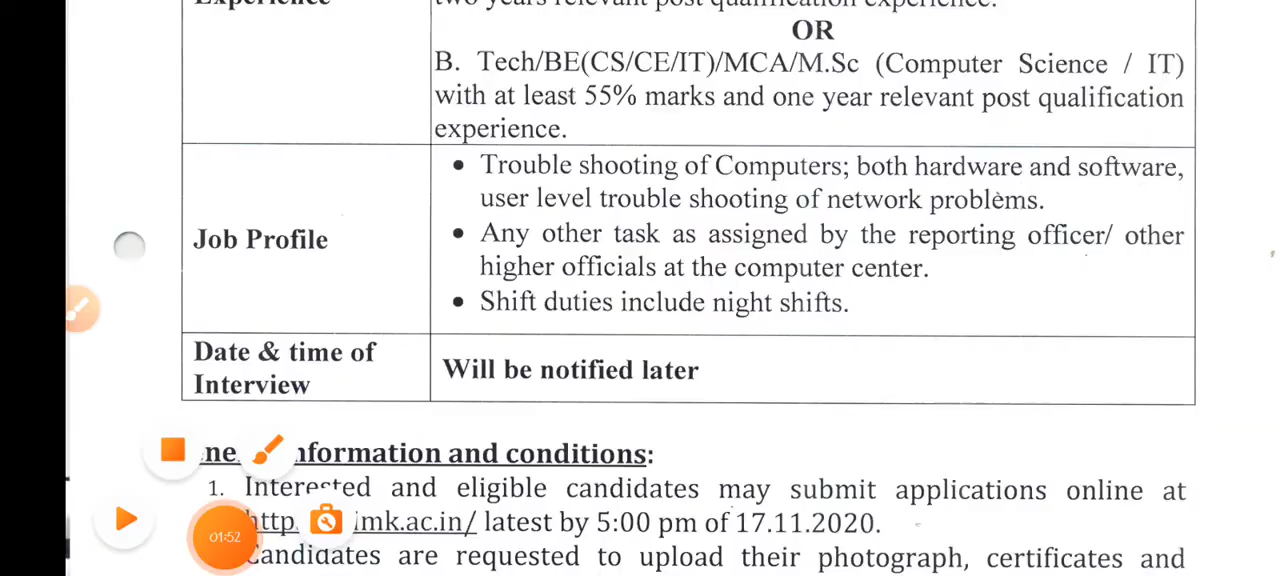 OR
B. Tech/BE(CS/CE/IT)/MCA/M.Sc (Computer Science / IT)
with at least 55% marks and one year relevant post qualification
experience.
Job Profile
• Trouble shooting of Computers; both hardware and software,
user level trouble shooting of network problems.
• Any other task as assigned by the reporting officer/ other
higher officials at the computer center.
• Shift duties include night shifts.
Date & time of
Interview
Will be notified later
and conditions:
1. Interested and eligible candidates may submit applications online at
latest by 5:00 pm of 17.11.2020.
Candidates are requested to upload their photograph, certificates and
01:52